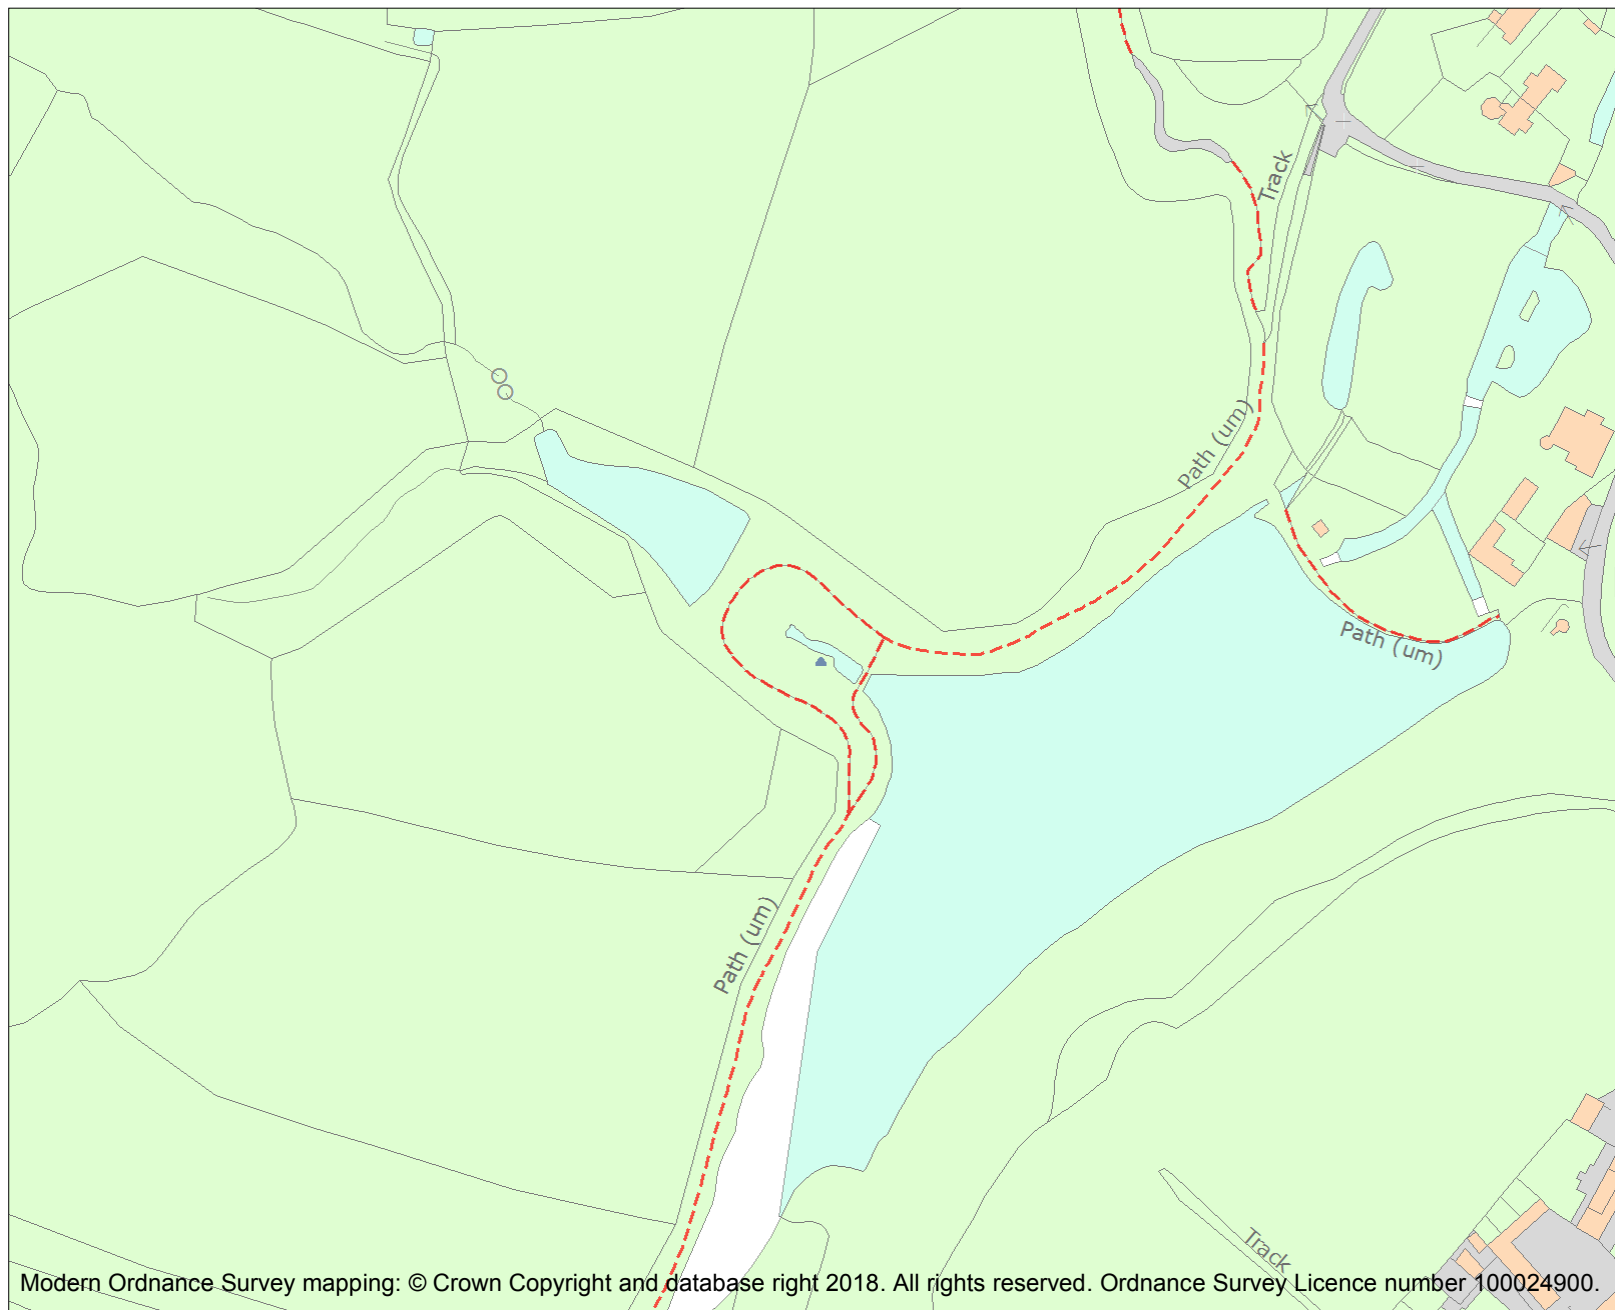 Track
Path (um)
Path (um)
Path (um)
Track
Modern Ordnance Survey mapping: © Crown Copyright and database right 2018. All rights reserved. Ordnance Survey Licence number 100024900.